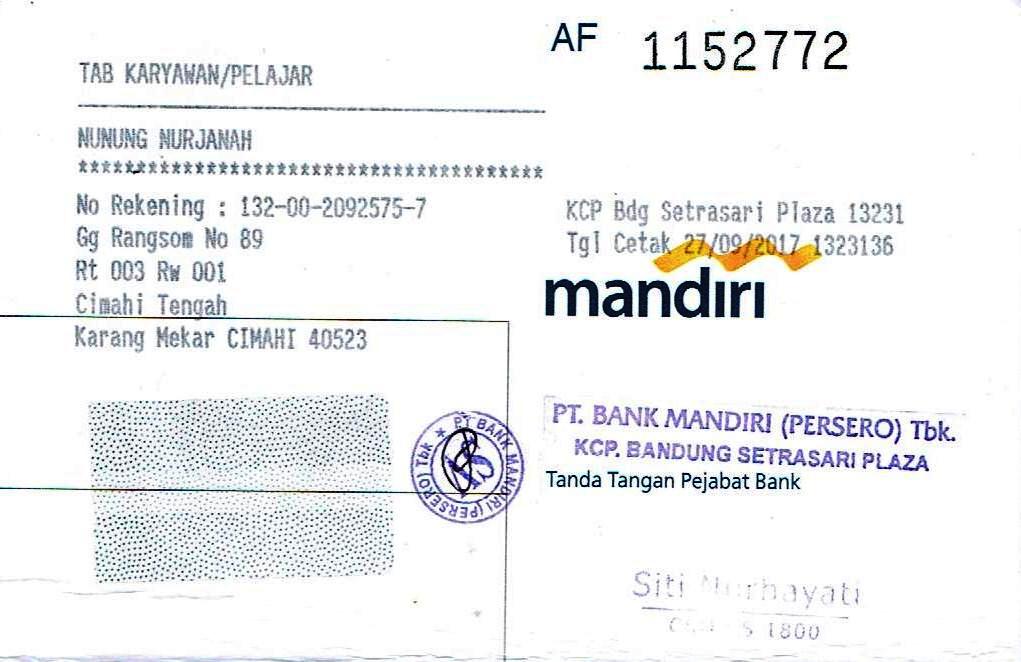 AF 1152772
TAB KARYAWAN/PELAJAR
NUNUNG NURJANAH
****************************************
No Rekening : 132-00-2092575-7
Gg Rangsom No 89
Rt 003 Rw 001
Cimahi Tengah
Karang Mekar CIMAHI 40523
KCP Bdg Setrasari Plaza 13231
Tgl Cetak 27/09/2017 1323136
mandiri
PT. BANK MANDIRI (PERSERO) Tbk.
KCP. BANDUNG SETRASARI PLAZA
Tanda Tangan Pejabat Bank
PT BANK MANDIRI (PERSERO) Tbk *
Siti Nurhayati
1800